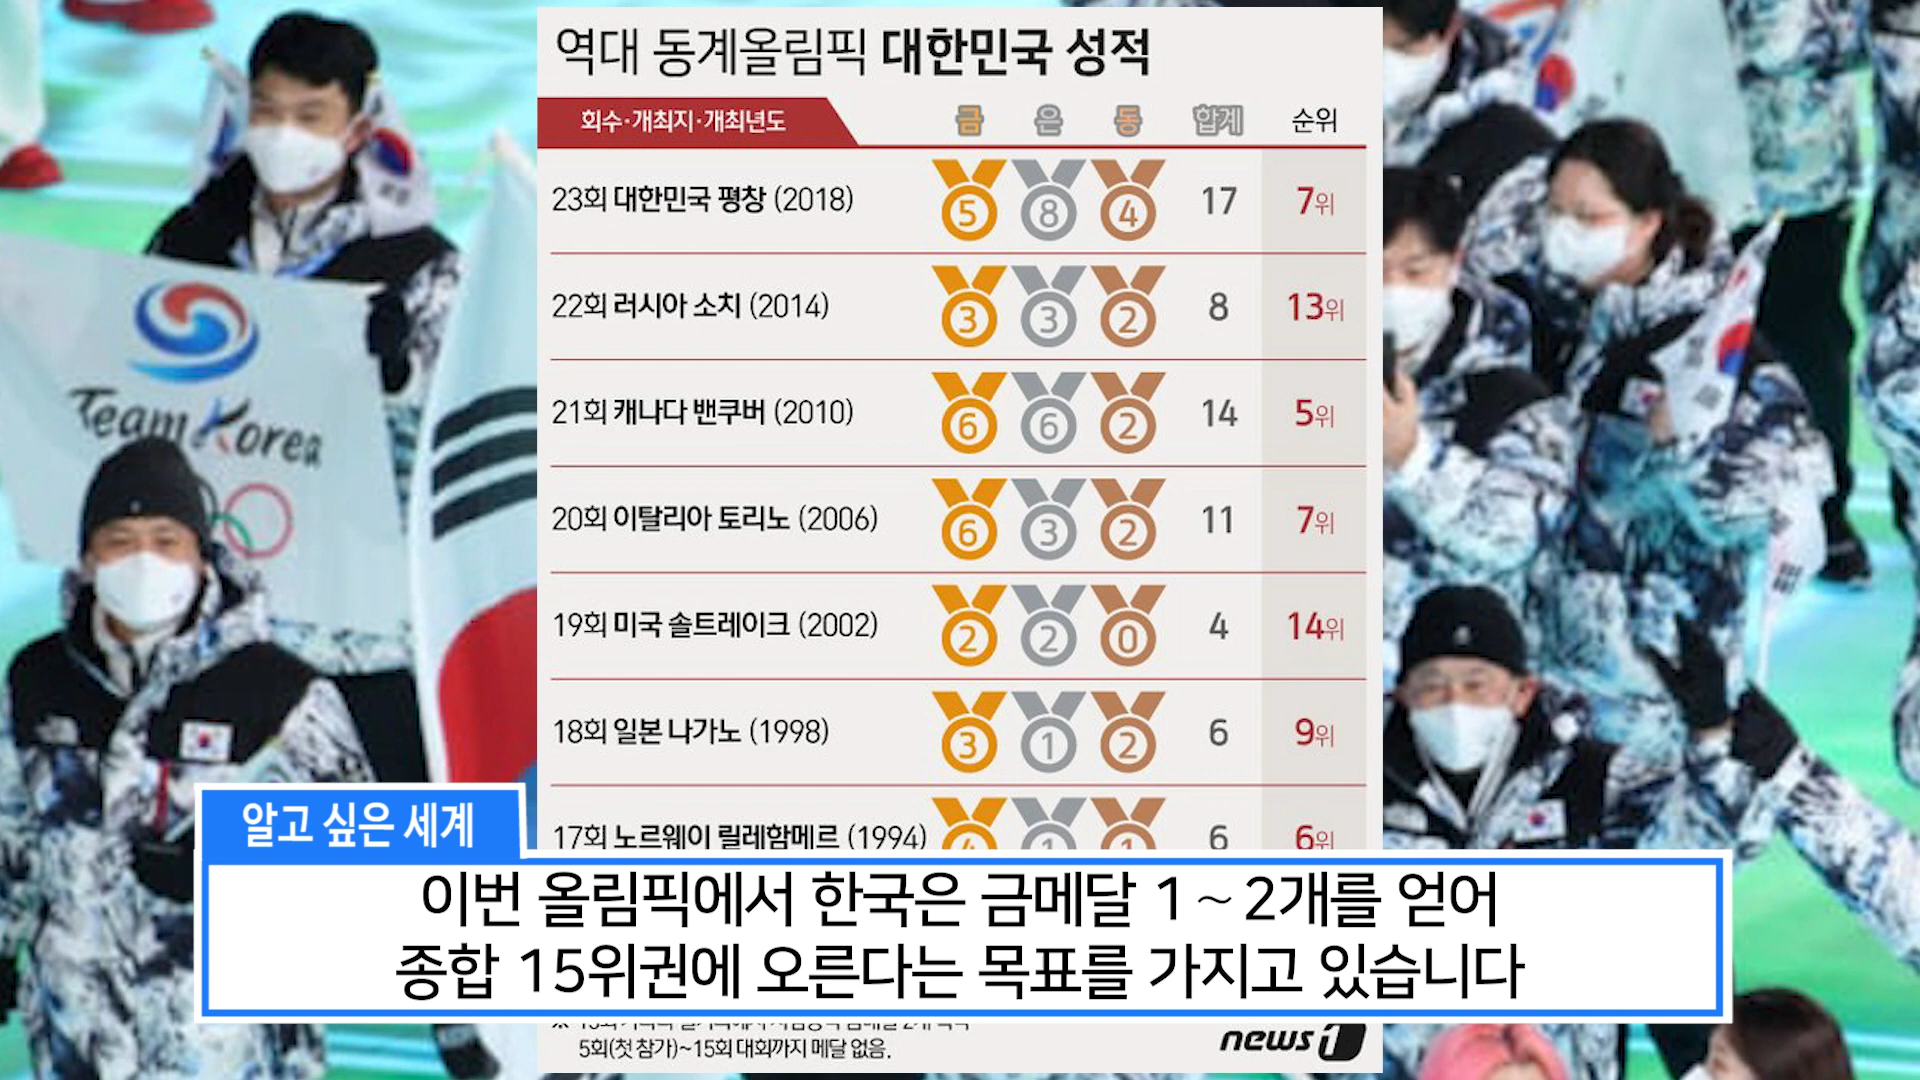 역대 동계올림픽 대한민국 성적
회수·개최지·개최년도 금 은 동 합계 순위
23회 대한민국 평창 (2018) 5 8 4 17 7위
22회 러시아 소치 (2014) 3 3 2 8 13위
21회 캐나다 밴쿠버 (2010) 6 6 2 14 5위
20회 이탈리아 토리노 (2006) 6 3 2 11 7위
19회 미국 솔트레이크 (2002) 2 2 0 4 14위
18회 일본 나가노 (1998) 3 1 2 6 9위
17회 노르웨이 릴레함메르 (1994) 4 1 1 6 6위
알고 싶은 세계
이번 올림픽에서 한국은 금메달 1~2개를 얻어
종합 15위권에 오른다는 목표를 가지고 있습니다
5회(첫 참가)~15회 대회까지 메달 없음.
news1
Team Korea